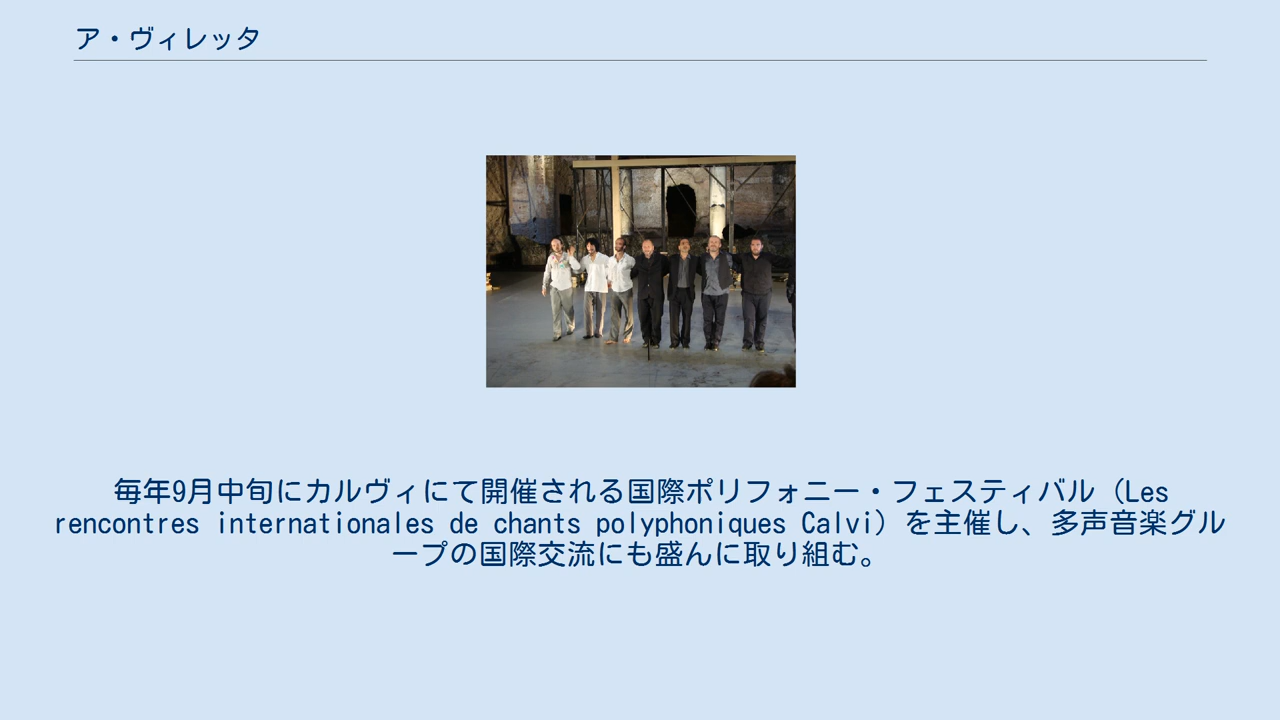 ア・ヴィレッタ
毎年9月中旬にカルヴィにて開催される国際ポリフォニー・フェスティバル（Les
rencontres internationales de chants polyphoniques Calvi）を主催し、多声音楽グル
ープの国際交流にも盛んに取り組む。